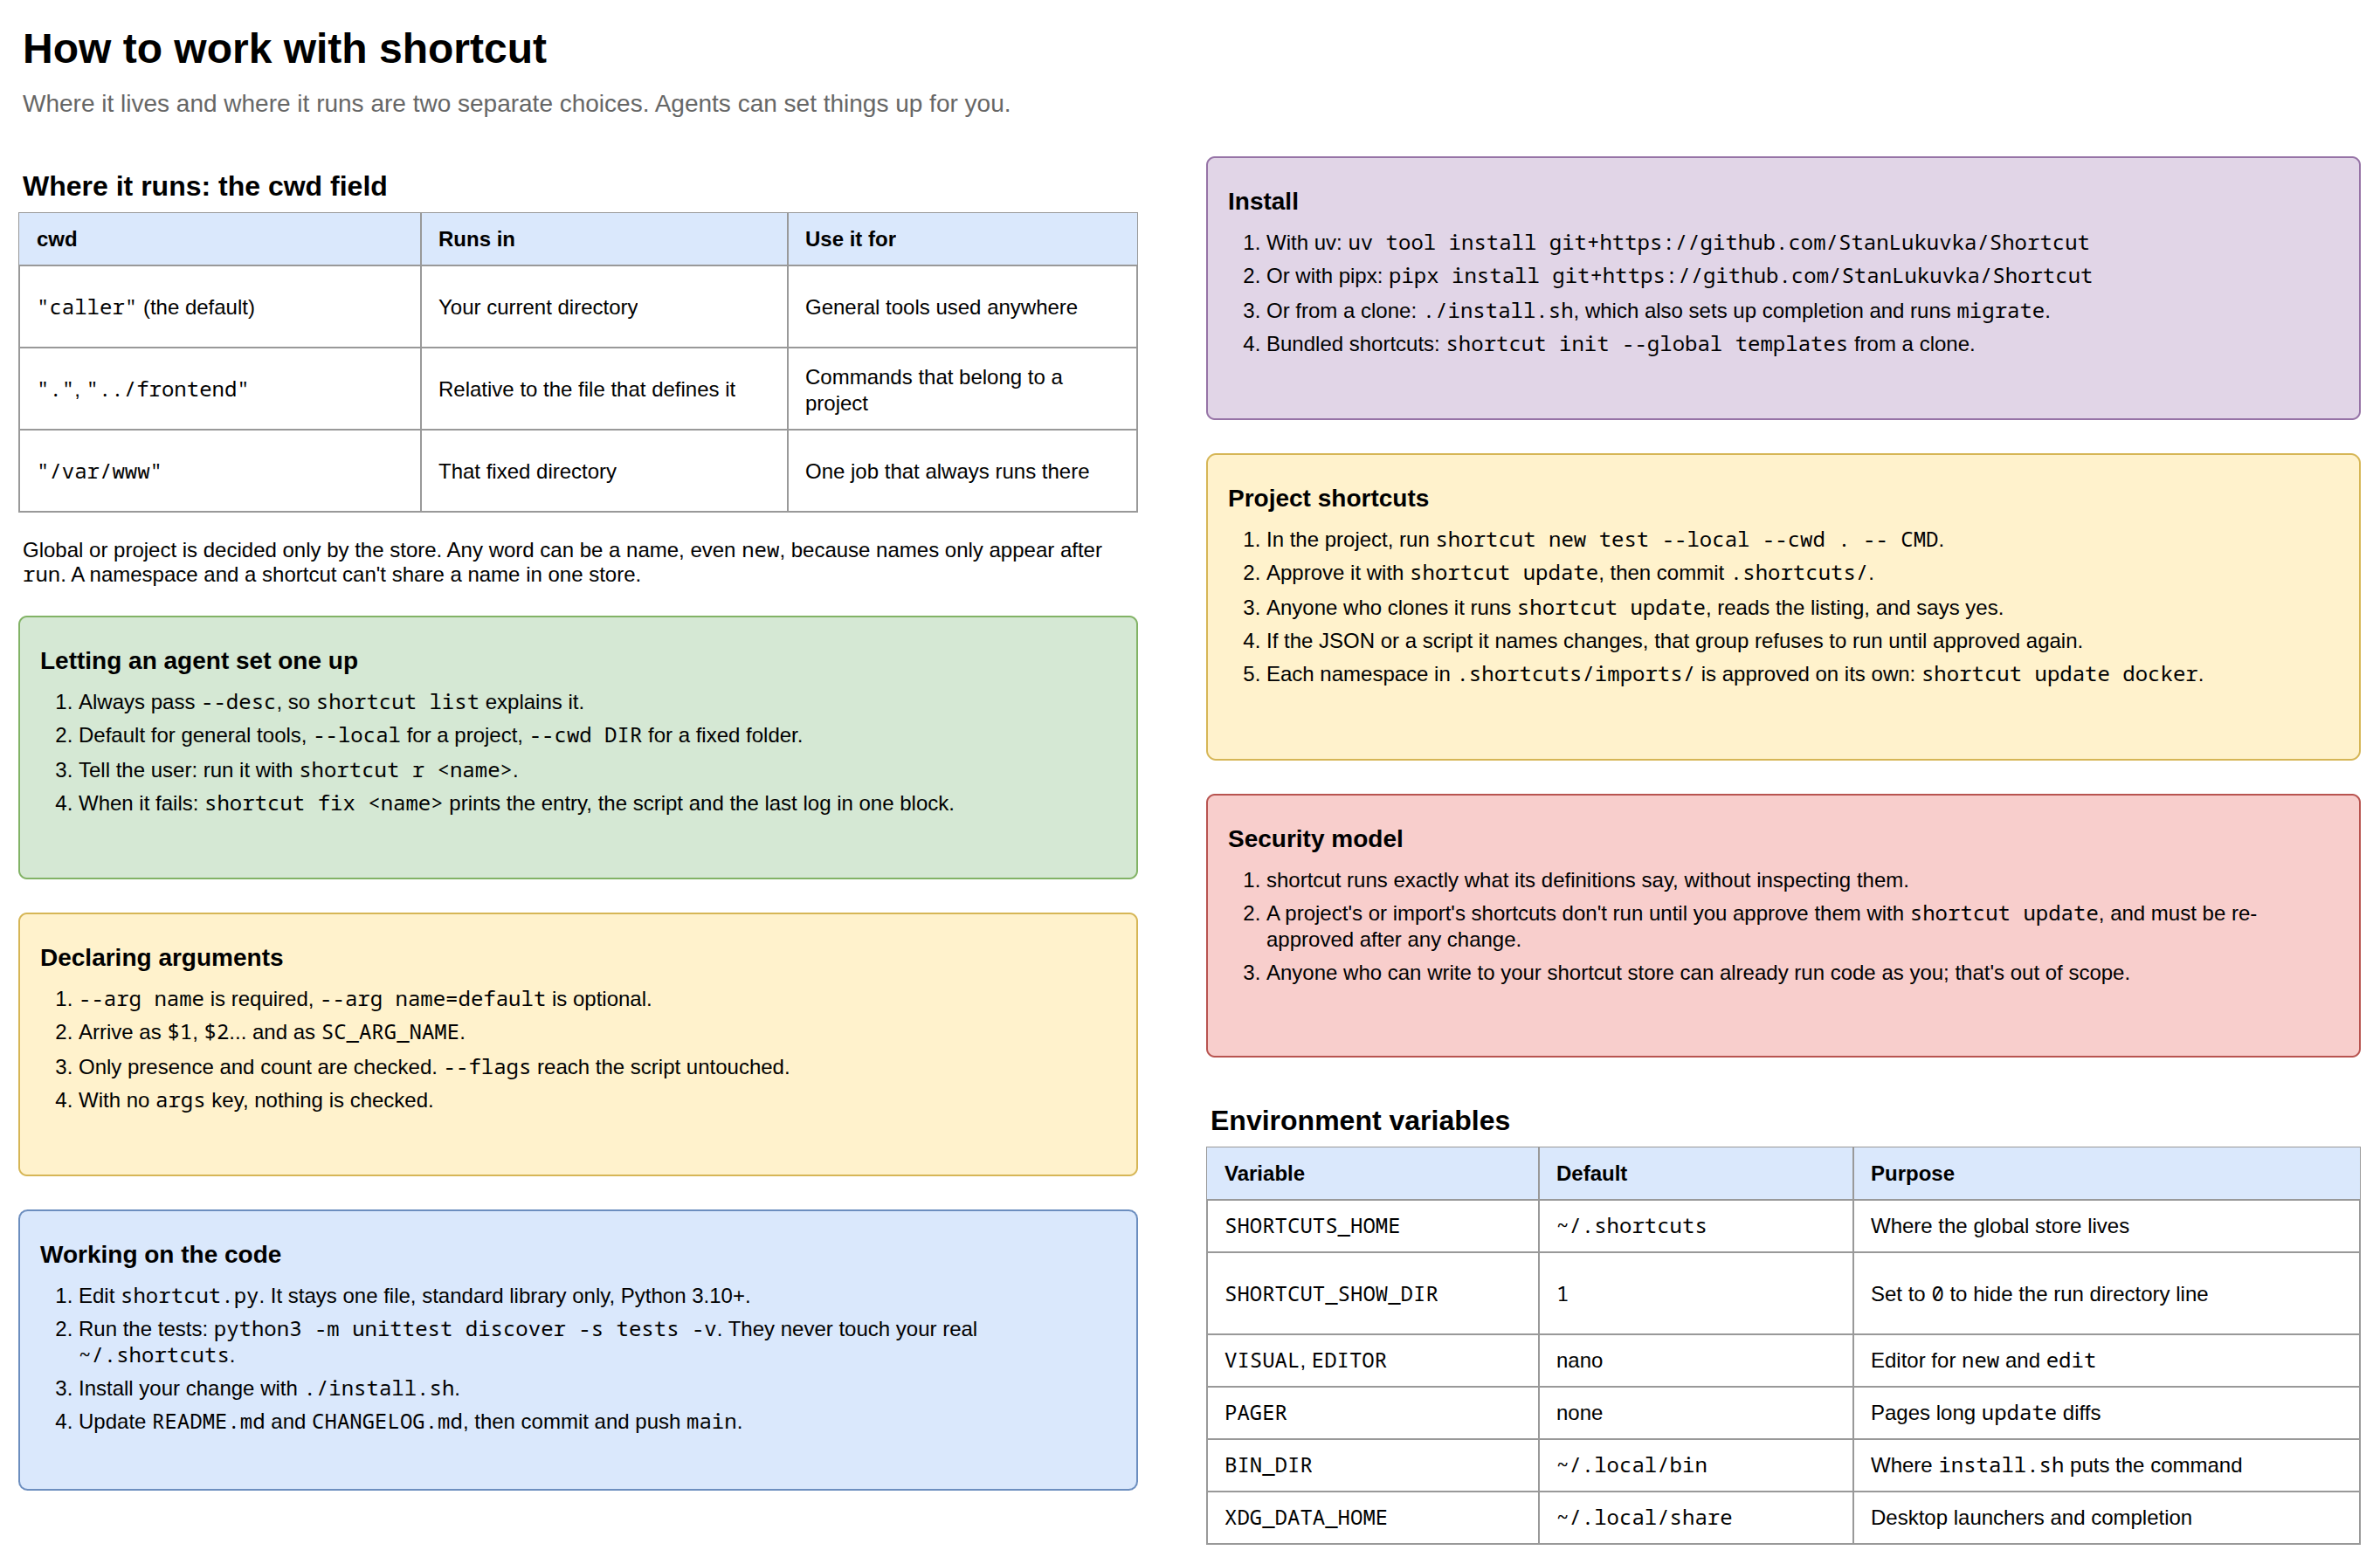 How to work with shortcut
Where it lives and where it runs are two separate choices. Agents can set things up for you.
Where it runs: the cwd field
cwd Runs in Use it for
"caller" (the default) Your current directory General tools used anywhere
".", "../frontend" Relative to the file that defines it Commands that belong to a
project
"/var/www" That fixed directory One job that always runs there
Global or project is decided only by the store. Any word can be a name, even new, because names only appear after
run. A namespace and a shortcut can't share a name in one store.
Letting an agent set one up
1. Always pass --desc, so shortcut list explains it.
2. Default for general tools, --local for a project, --cwd DIR for a fixed folder.
3. Tell the user: run it with shortcut r <name>.
4. When it fails: shortcut fix <name> prints the entry, the script and the last log in one block.
Declaring arguments
1. --arg name is required, --arg name=default is optional.
2. Arrive as $1, $2... and as SC_ARG_NAME.
3. Only presence and count are checked. --flags reach the script untouched.
4. With no args key, nothing is checked.
Working on the code
1. Edit shortcut.py. It stays one file, standard library only, Python 3.10+.
2. Run the tests: python3 -m unittest discover -s tests -v. They never touch your real
~/.shortcuts.
3. Install your change with ./install.sh.
4. Update README.md and CHANGELOG.md, then commit and push main.
Install
1. With uv: uv tool install git+https://github.com/StanLukuvka/Shortcut
2. Or with pipx: pipx install git+https://github.com/StanLukuvka/Shortcut
3. Or from a clone: ./install.sh, which also sets up completion and runs migrate.
4. Bundled shortcuts: shortcut init --global templates from a clone.
Project shortcuts
1. In the project, run shortcut new test --local --cwd . -- CMD.
2. Approve it with shortcut update, then commit .shortcuts/.
3. Anyone who clones it runs shortcut update, reads the listing, and says yes.
4. If the JSON or a script it names changes, that group refuses to run until approved again.
5. Each namespace in .shortcuts/imports/ is approved on its own: shortcut update docker.
Security model
1. shortcut runs exactly what its definitions say, without inspecting them.
2. A project's or import's shortcuts don't run until you approve them with shortcut update, and must be re-
approved after any change.
3. Anyone who can write to your shortcut store can already run code as you; that's out of scope.
Environment variables
Variable Default Purpose
SHORTCUTS_HOME ~/.shortcuts Where the global store lives
SHORTCUT_SHOW_DIR 1 Set to 0 to hide the run directory line
VISUAL, EDITOR nano Editor for new and edit
PAGER none Pages long update diffs
BIN_DIR ~/.local/bin Where install.sh puts the command
XDG_DATA_HOME ~/.local/share Desktop launchers and completion